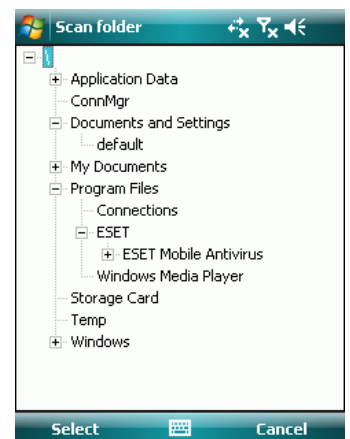 Scan folder
\
Application Data
ConnMgr
Documents and Settings
default
My Documents
Program Files
Connections
ESET
ESET Mobile Antivirus
Windows Media Player
Storage Card
Temp
Windows
Select Cancel